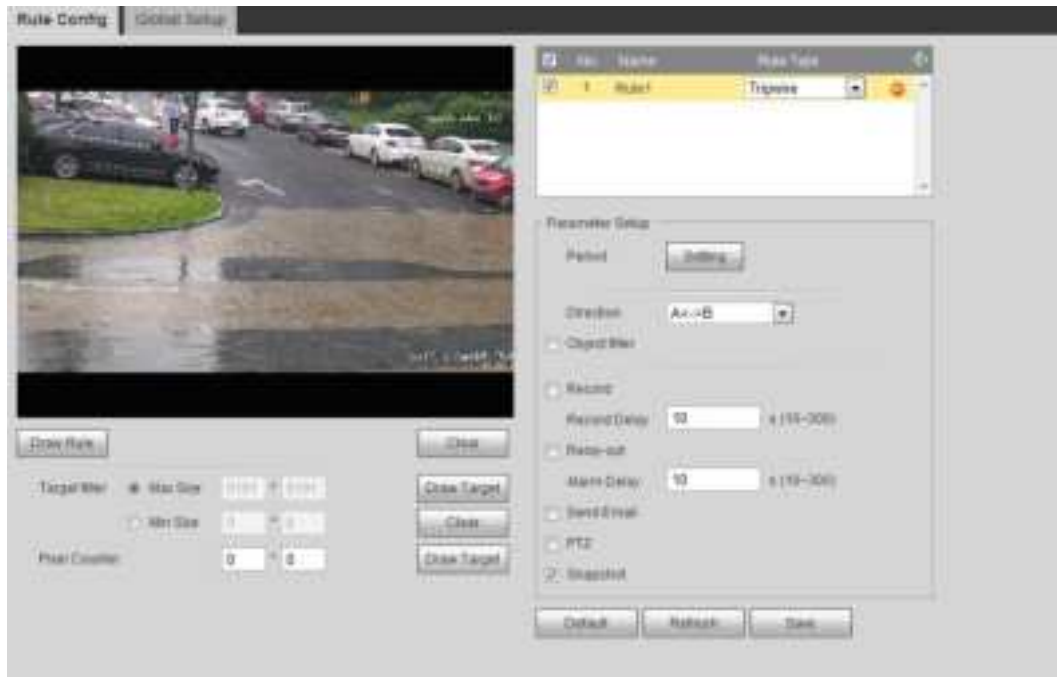 Rule Config Global Setup
No. Name Rule Type
1 Rule1 Tripwire
Parameter Setup
Period Setting
Direction A<->B
Object filter
Record
Record Delay 10 s (10~300)
Relay-out
Alarm Delay 10 s (10~300)
Send Email
PTZ
Snapshot
Default Refresh Save
Draw Rule Clear
Target filter Max Size * Draw Target
Min Size 0 * 0 Clear
Pixel Counter 0 * 0 Draw Target